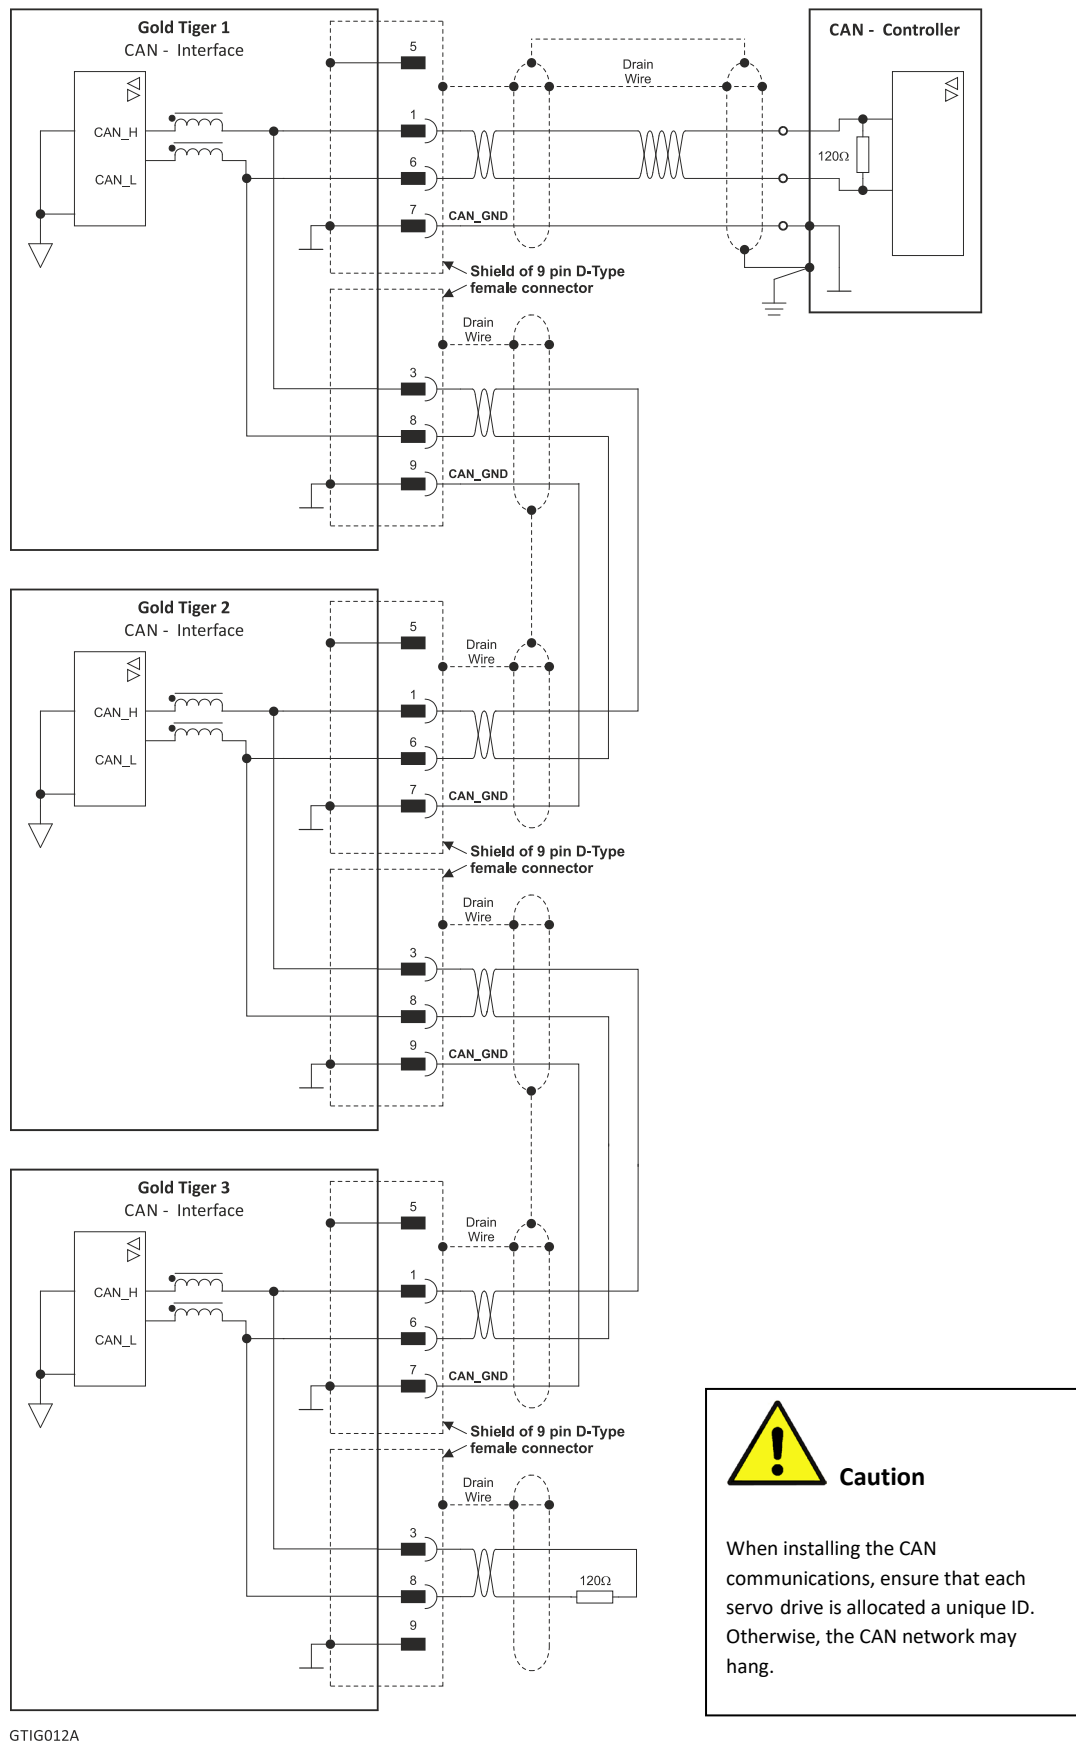 Gold Tiger 1
CAN - Interface
CAN - Controller
5
Drain
Wire
CAN_H
1
120Ω
CAN_L
6
7
CAN_GND
Shield of 9 pin D-Type
female connector
Drain
Wire
3
8
9
CAN_GND
Gold Tiger 2
CAN - Interface
5
Drain
Wire
CAN_H
1
CAN_L
6
7
CAN_GND
Shield of 9 pin D-Type
female connector
Drain
Wire
3
8
9
CAN_GND
Gold Tiger 3
CAN - Interface
5
Drain
Wire
CAN_H
1
CAN_L
6
7
CAN_GND
Shield of 9 pin D-Type
female connector
Drain
Wire
3
8
120Ω
9
Caution
When installing the CAN
communications, ensure that each
servo drive is allocated a unique ID.
Otherwise, the CAN network may
hang.
GTIG012A